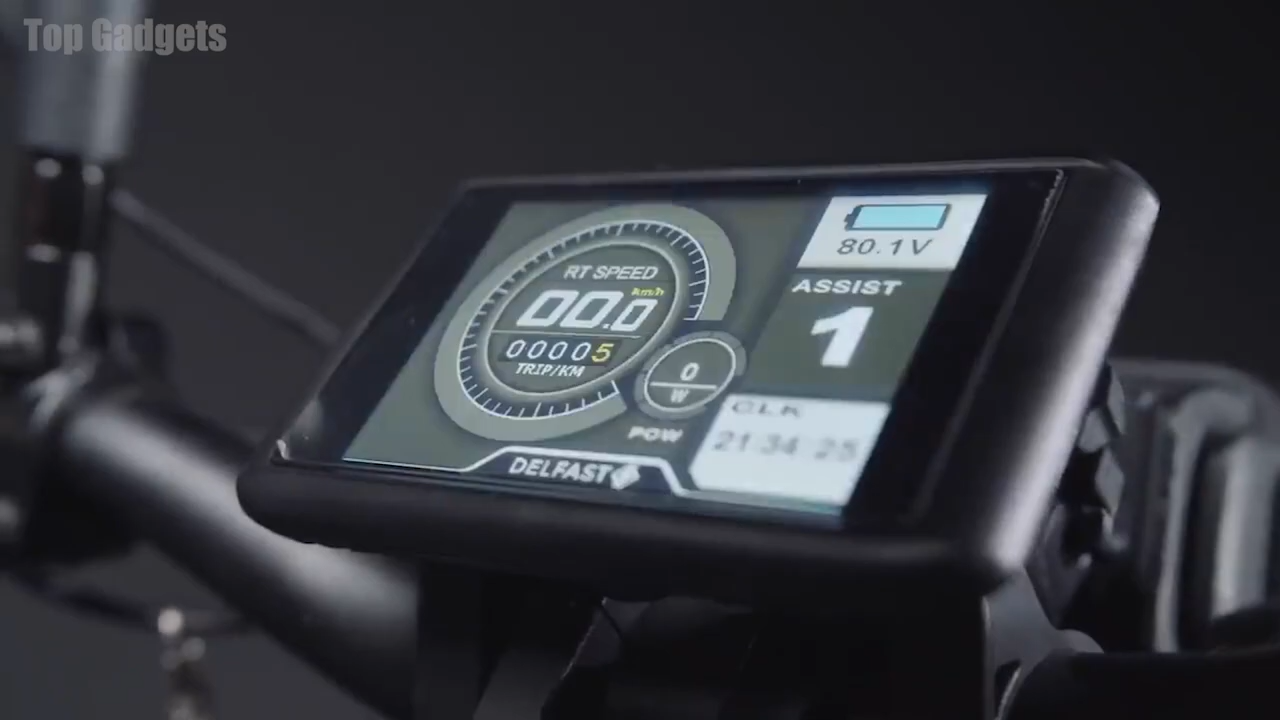 Top Gadgets
80.1V
RT SPEED
Km/h
00.0
ASSIST
1
00005
TRIP/KM
0
W
POW
CLK
21:34:25
DELFAST